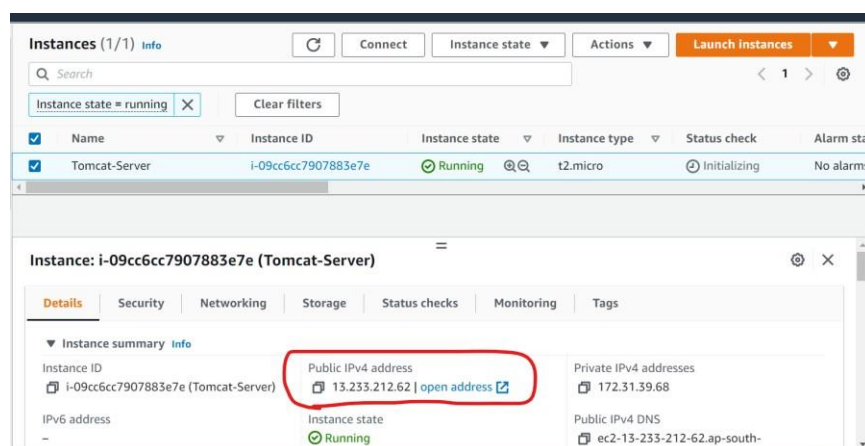 Instances (1/1) Info Connect Instance state Actions Launch instances
Search 1
Instance state = running Clear filters
Name Instance ID Instance state Instance type Status check Alarm sta
Tomcat-Server i-09cc6cc7907883e7e Running t2.micro Initializing No alarms
Instance: i-09cc6cc7907883e7e (Tomcat-Server)
Details Security Networking Storage Status checks Monitoring Tags
Instance summary Info
Instance ID Public IPv4 address Private IPv4 addresses
i-09cc6cc7907883e7e (Tomcat-Server) 13.233.212.62 | open address 172.31.39.68
IPv6 address Instance state Public IPv4 DNS
– Running ec2-13-233-212-62.ap-south-